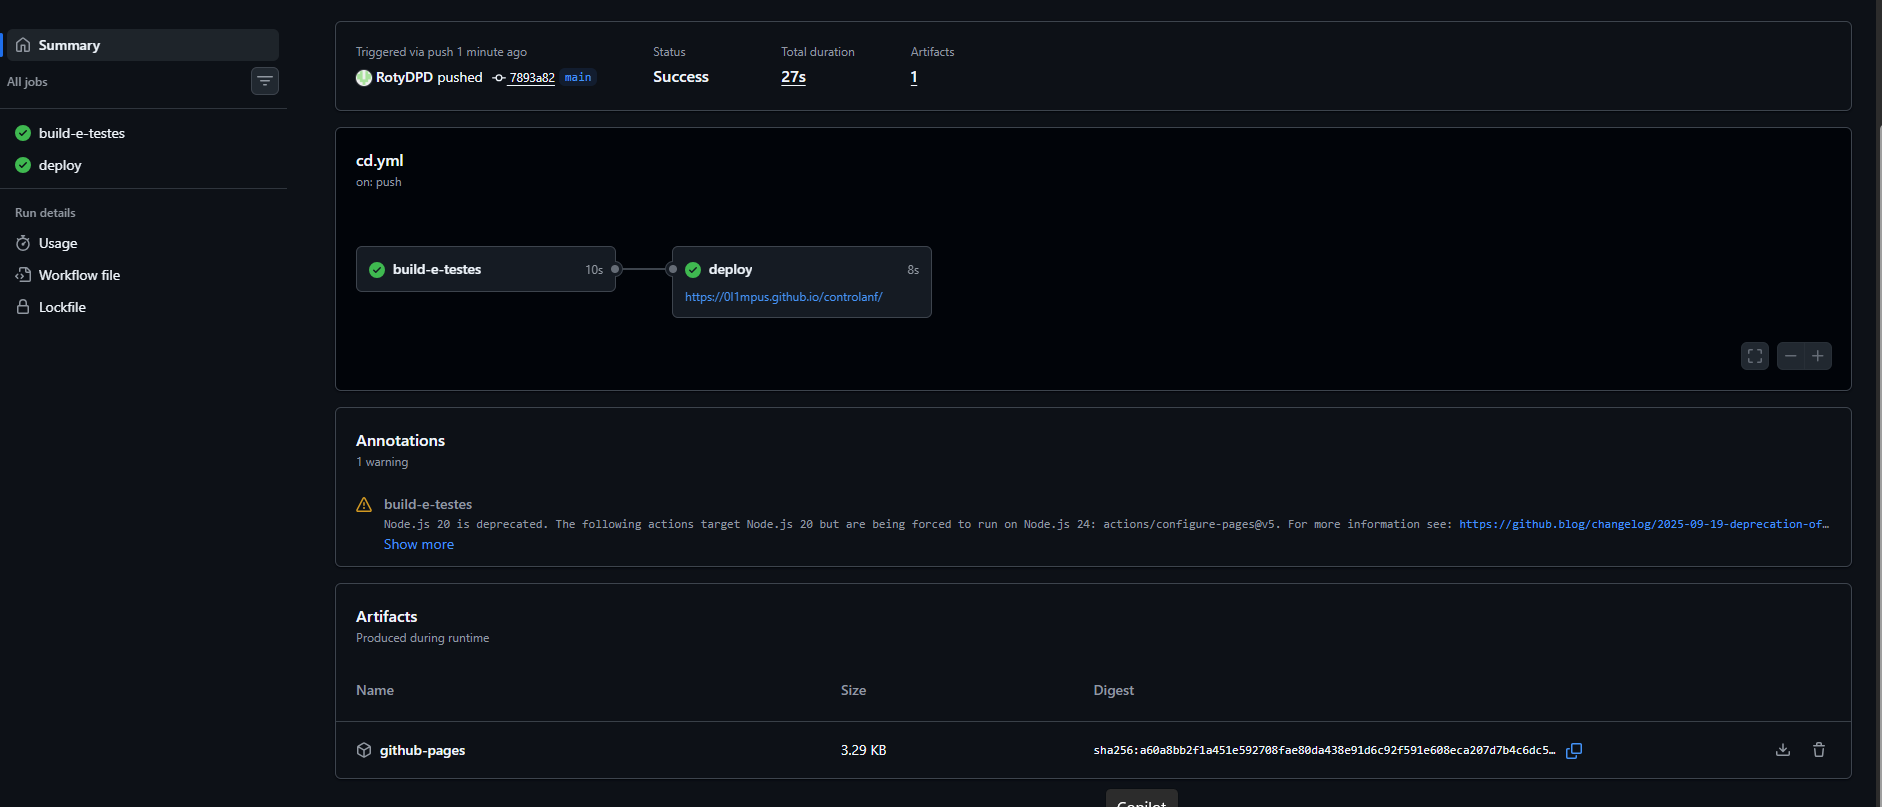 Summary
All jobs
build-e-testes
deploy
Run details
Usage
Workflow file
Lockfile
Triggered via push 1 minute ago
RotyDPD pushed 7893a82 main
Status
Success
Total duration
27s
Artifacts
1
cd.yml
on: push
build-e-testes 10s
deploy 8s
https://0l1mpus.github.io/controlanf/
Annotations
1 warning
build-e-testes
Node.js 20 is deprecated. The following actions target Node.js 20 but are being forced to run on Node.js 24: actions/configure-pages@v5. For more information see: https://github.blog/changelog/2025-09-19-deprecation-of…
Show more
Artifacts
Produced during runtime
Name Size Digest
github-pages 3.29 KB sha256:a60a8bb2f1a451e592708fae80da438e91d6c92f591e608eca207d7b4c6dc5…
Copilot